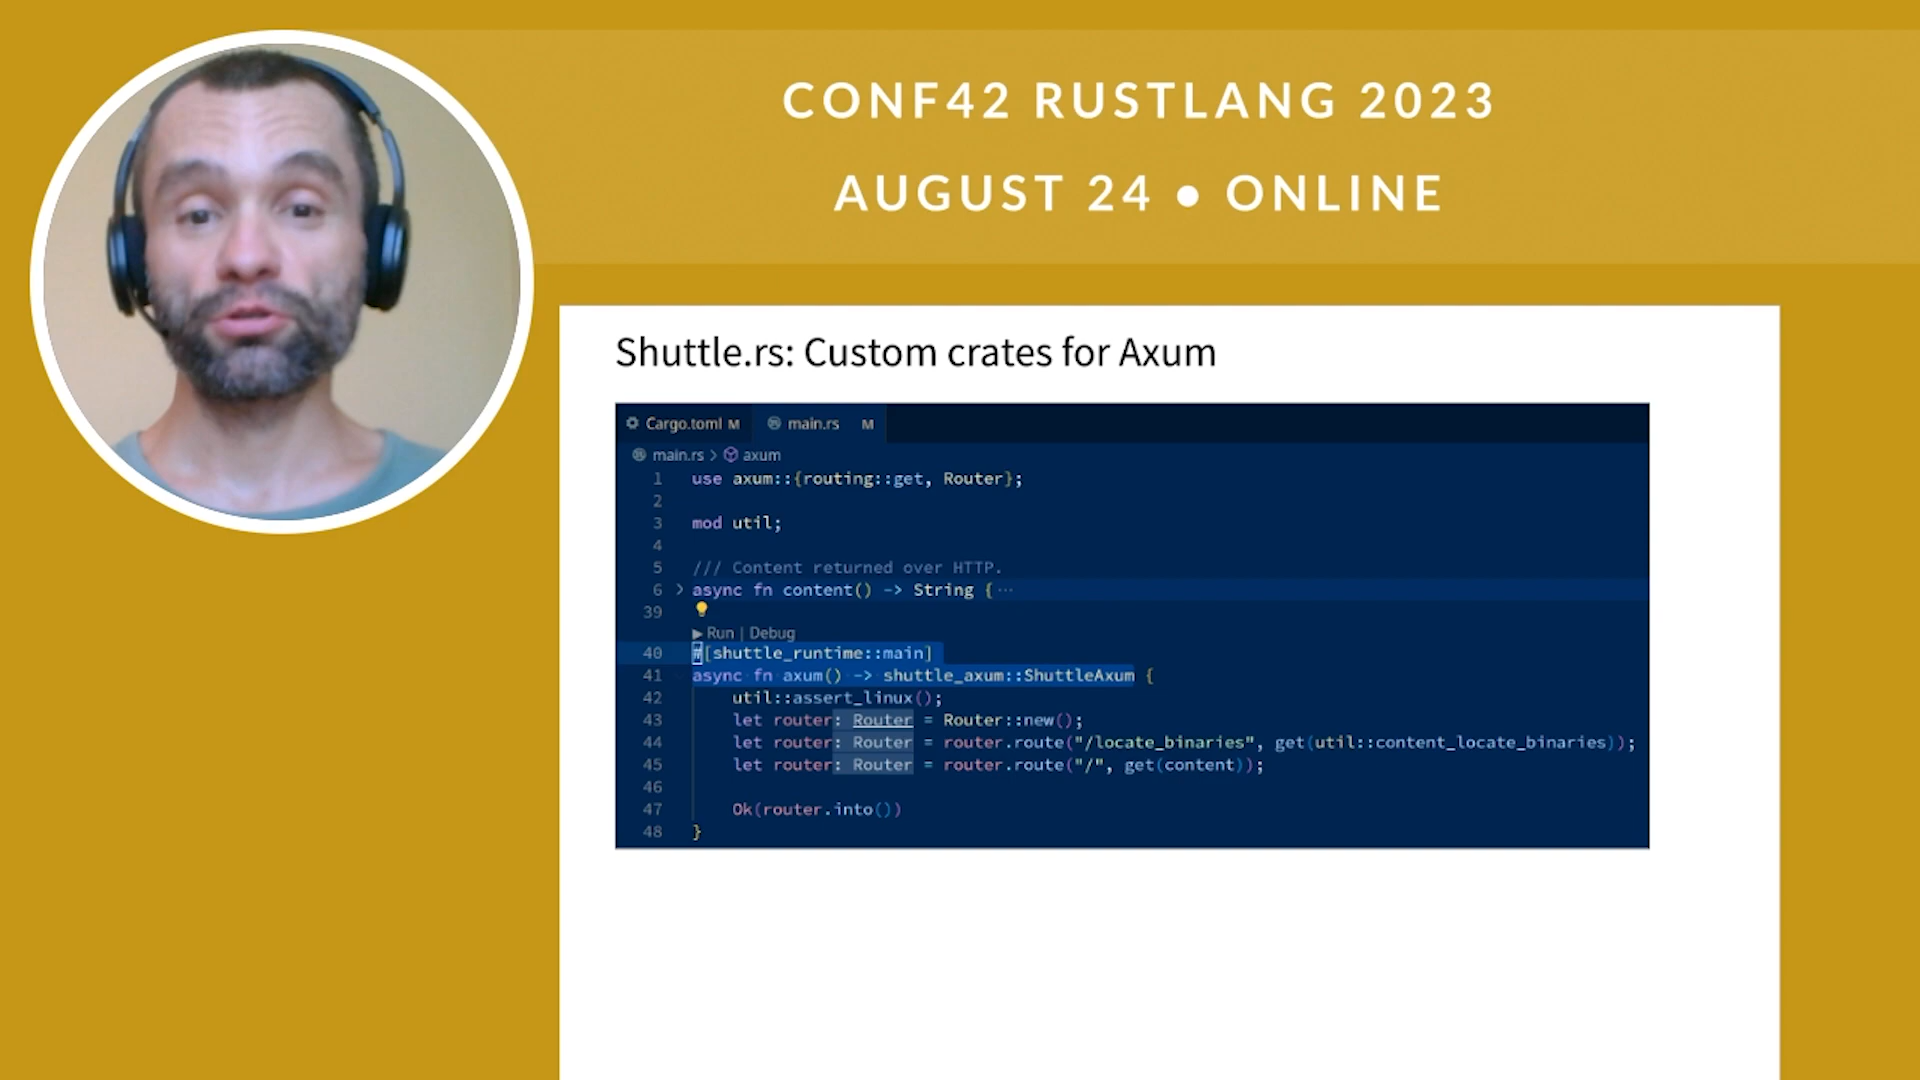 CONF42 RUSTLANG 2023
AUGUST 24 • ONLINE
Shuttle.rs: Custom crates for Axum
Cargo.toml M main.rs M
main.rs > axum
1 use axum::{routing::get, Router};
2
3 mod util;
4
5 /// Content returned over HTTP.
6 > async fn content() -> String { ···
39
▶ Run | Debug
40 #[shuttle_runtime::main]
41 async fn axum() -> shuttle_axum::ShuttleAxum {
42 util::assert_linux();
43 let router: Router = Router::new();
44 let router: Router = router.route("/locate_binaries", get(util::content_locate_binaries));
45 let router: Router = router.route("/", get(content));
46
47 Ok(router.into())
48 }